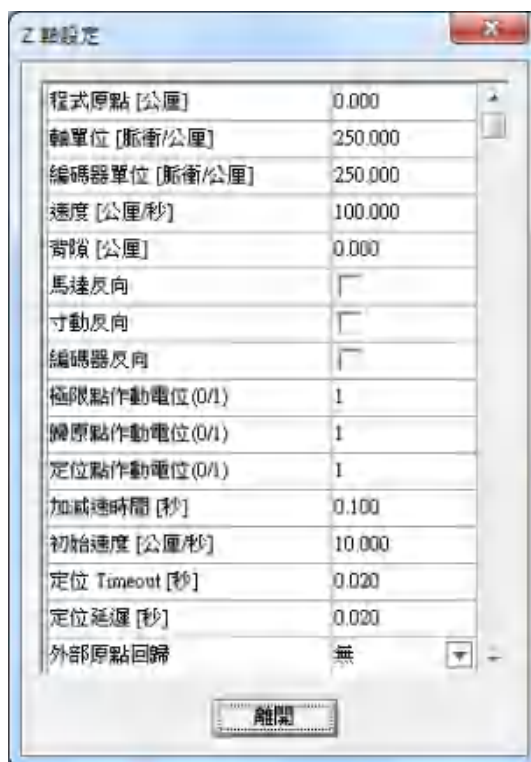 Z 軸設定
程式原點 [公厘] 0.000
軸單位 [脈衝/公厘] 250.000
編碼器單位 [脈衝/公厘] 250.000
速度 [公厘/秒] 100.000
背隙 [公厘] 0.000
馬達反向
寸動反向
編碼器反向
極限點作動電位(0/1) 1
歸原點作動電位(0/1) 1
定位點作動電位(0/1) 1
加減速時間 [秒] 0.100
初始速度 [公厘/秒] 10.000
定位 Timeout [秒] 0.020
定位延遲 [秒] 0.020
外部原點回歸 無
離開